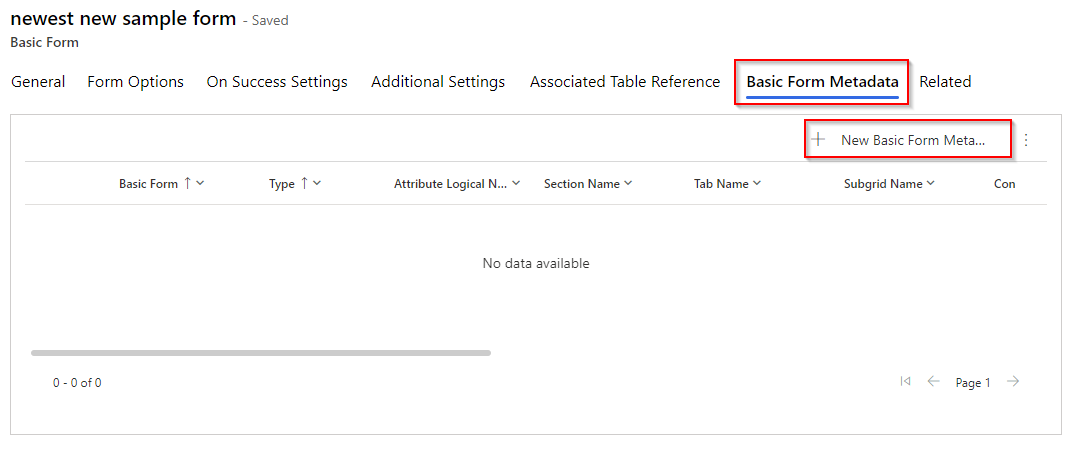 newest new sample form - Saved
Basic Form
General Form Options On Success Settings Additional Settings Associated Table Reference Basic Form Metadata Related
+ New Basic Form Meta...
Basic Form ↑ Type ↑ Attribute Logical N... Section Name Tab Name Subgrid Name Con
No data available
0 - 0 of 0 Page 1